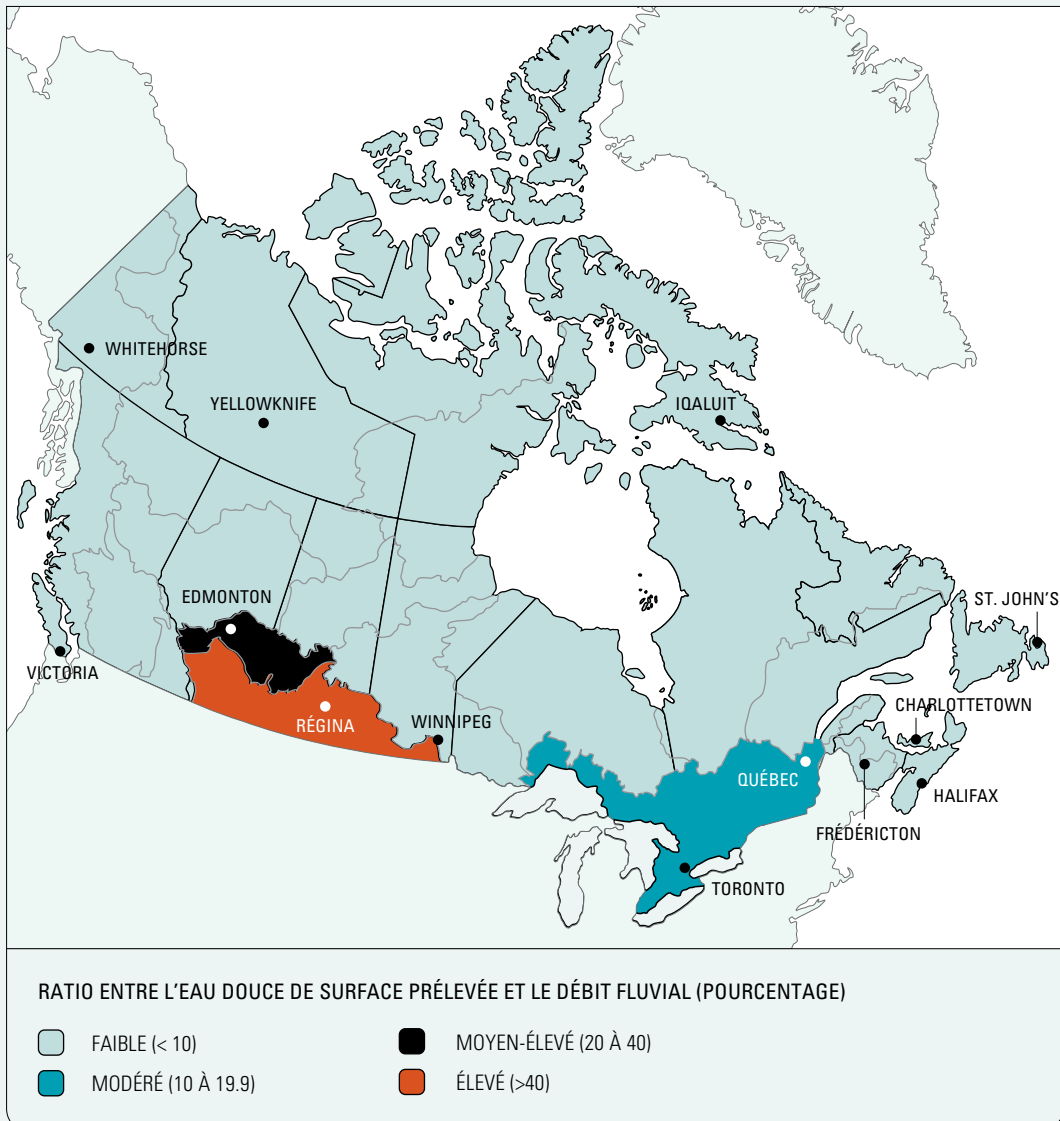 WHITEHORSE
YELLOWKNIFE
IQALUIT
EDMONTON
ST. JOHN'S
VICTORIA
CHARLOTTETOWN
RÉGINA
WINNIPEG
QUÉBEC
HALIFAX
FRÉDÉRICTON
TORONTO
RATIO ENTRE L'EAU DOUCE DE SURFACE PRÉLEVÉE ET LE DÉBIT FLUVIAL (POURCENTAGE)
FAIBLE (< 10)
MODÉRÉ (10 À 19.9)
MOYEN-ÉLEVÉ (20 À 40)
ÉLEVÉ (>40)